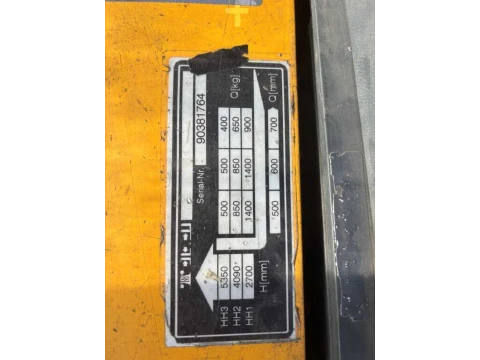 Serial-Nr. 90381764
HH3 5350 500 500 400
HH2 4090 850 850 650 Q[kg]
HH1 2700 1400 1400 900
H[mm] 500 600 700 Q[mm]